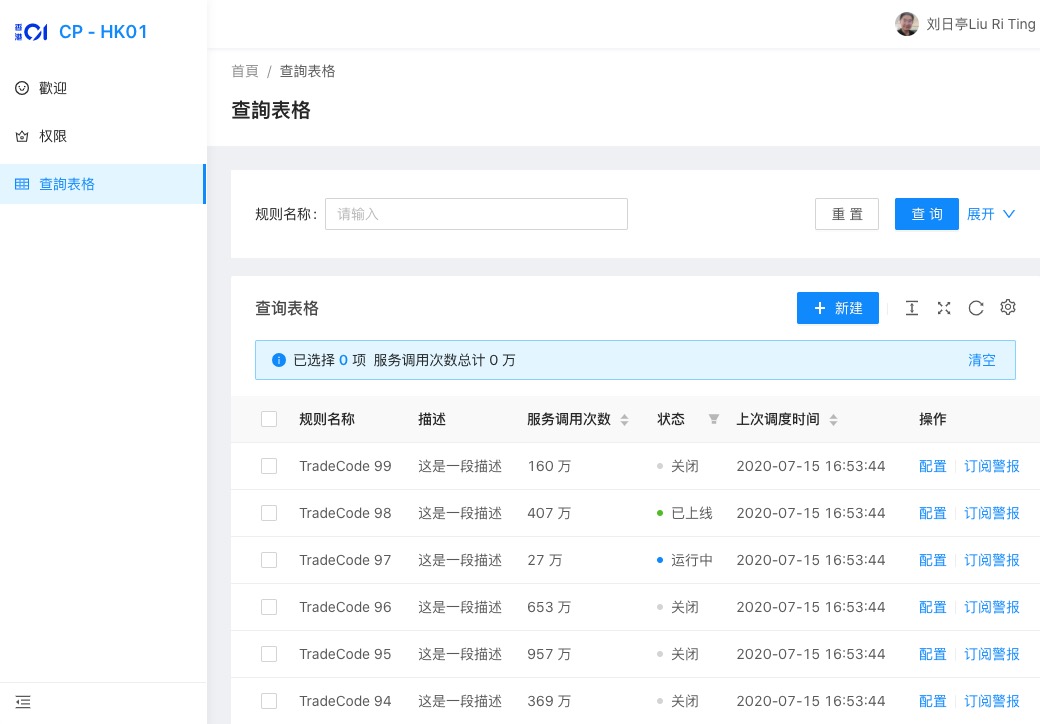 香港01 CP - HK01
刘日亭Liu Ri Ting
歡迎
权限
查詢表格
首頁 / 查詢表格
查詢表格
规则名称: 请输入 重 置 查 询 展开
查询表格 + 新建
已选择 0 项 服务调用次数总计 0 万 清空
规则名称 描述 服务调用次数 状态 上次调度时间 操作
TradeCode 99 这是一段描述 160 万 关闭 2020-07-15 16:53:44 配置 订阅警报
TradeCode 98 这是一段描述 407 万 已上线 2020-07-15 16:53:44 配置 订阅警报
TradeCode 97 这是一段描述 27 万 运行中 2020-07-15 16:53:44 配置 订阅警报
TradeCode 96 这是一段描述 653 万 关闭 2020-07-15 16:53:44 配置 订阅警报
TradeCode 95 这是一段描述 957 万 关闭 2020-07-15 16:53:44 配置 订阅警报
TradeCode 94 这是一段描述 369 万 关闭 2020-07-15 16:53:44 配置 订阅警报